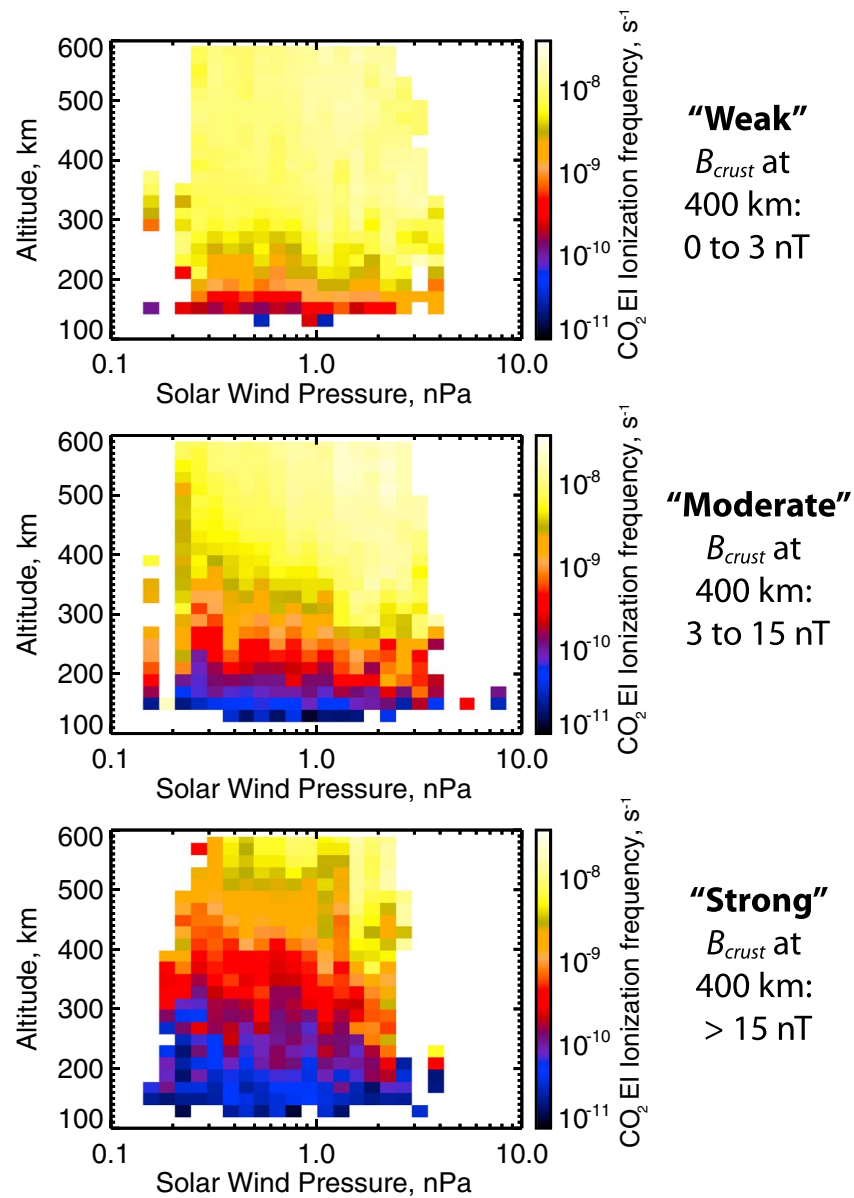 600
500
400
300
200
100
Altitude, km
0.1
1.0
10.0
Solar Wind Pressure, nPa
10⁻⁸
10⁻⁹
10⁻¹⁰
10⁻¹¹
CO₂ EI Ionization frequency, s⁻¹
“Weak”
B꜀ᵣᵤₛₜ at
400 km:
0 to 3 nT
600
500
400
300
200
100
Altitude, km
0.1
1.0
10.0
Solar Wind Pressure, nPa
10⁻⁸
10⁻⁹
10⁻¹⁰
10⁻¹¹
CO₂ EI Ionization frequency, s⁻¹
“Moderate”
B꜀ᵣᵤₛₜ at
400 km:
3 to 15 nT
600
500
400
300
200
100
Altitude, km
0.1
1.0
10.0
Solar Wind Pressure, nPa
10⁻⁸
10⁻⁹
10⁻¹⁰
10⁻¹¹
CO₂ EI Ionization frequency, s⁻¹
“Strong”
B꜀ᵣᵤₛₜ at
400 km:
> 15 nT